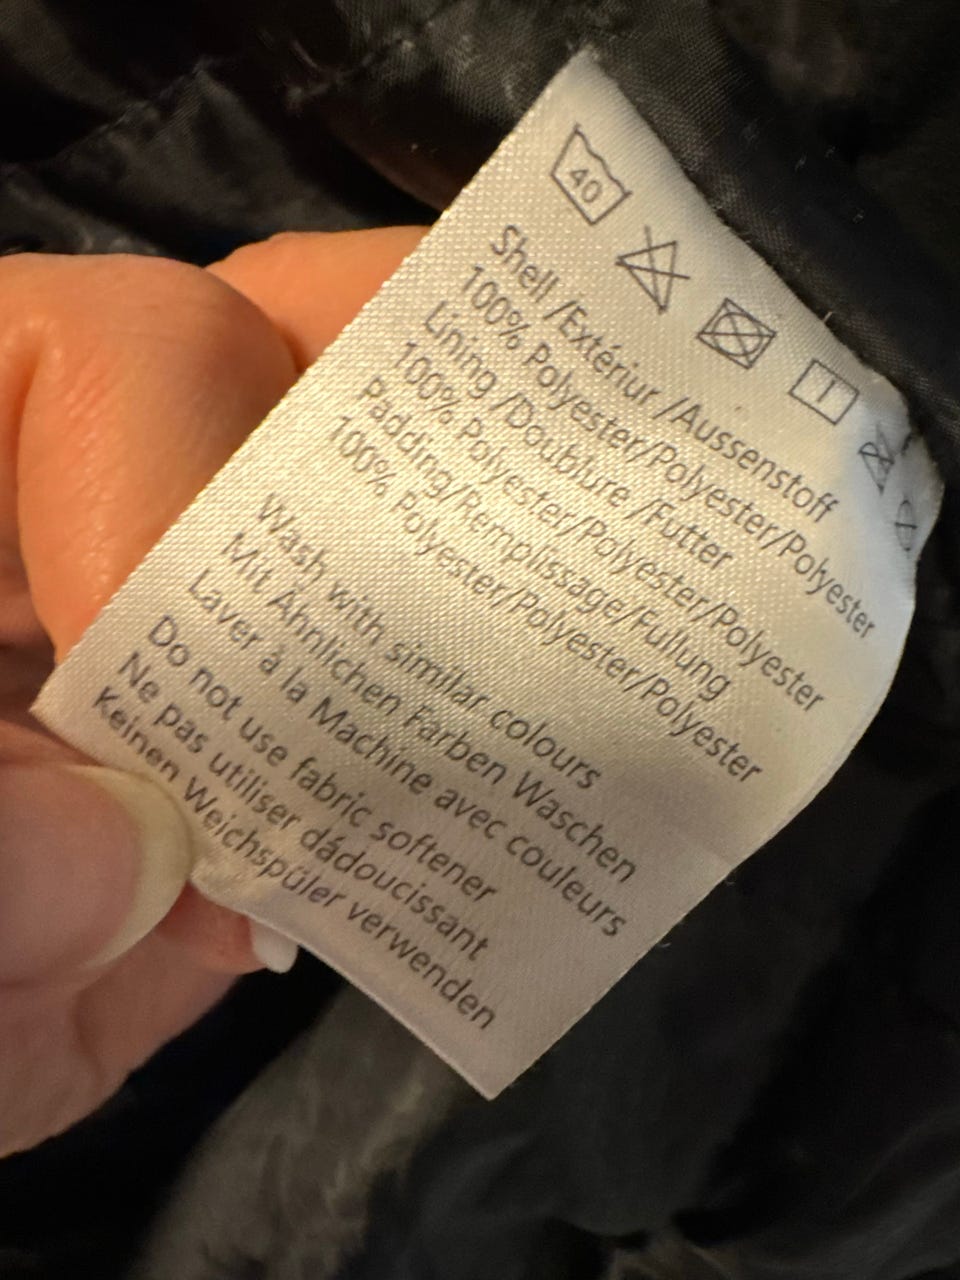 40
Shell /Extériur /Aussenstoff
100% Polyester/Polyester/Polyester
Lining /Doublure /Futter
100% Polyester/Polyester/Polyester
Padding/Remplissage/Fullung
100% Polyester/Polyester/Polyester
Wash with similar colours
Mit Ähnlichen Farben Waschen
Laver à la Machine avec couleurs
Do not use fabric softener
Ne pas utiliser dádoucissant
Keinen Weichspüler verwenden